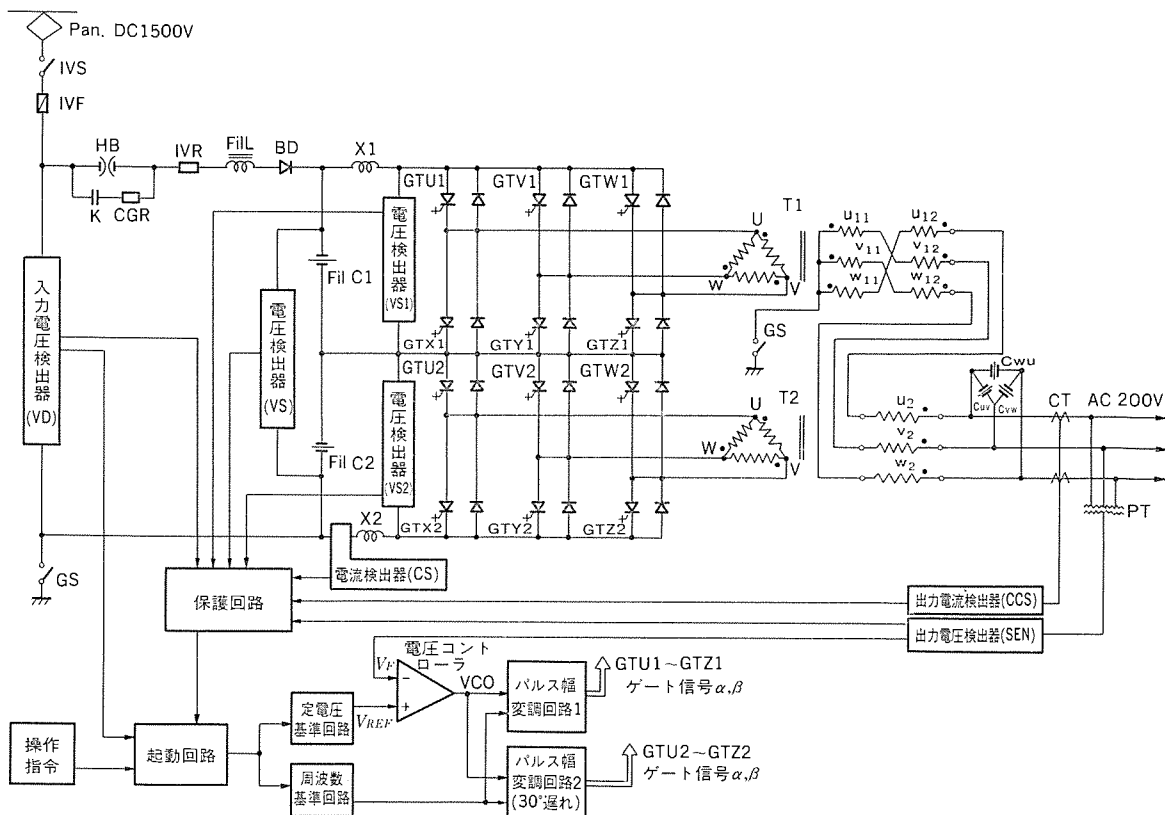 Pan. DC1500V
IVS
IVF
HB
IVR
FilL
BD
X1
K
CGR
GTU1
GTV1
GTW1
T1
U
W
V
u11
u12
v11
v12
w11
w12
入力電圧検出器(VD)
電圧検出器(VS)
Fil C1
電圧検出器(VS1)
GTX1
GTY1
GTZ1
GS
GTU2
GTV2
GTW2
Cwu
Cuv
Cvw
CT
AC 200V
電圧検出器(VS2)
Fil C2
T2
U
W
V
u2
v2
w2
PT
X2
GTX2
GTY2
GTZ2
GS
電流検出器(CS)
保護回路
出力電流検出器(CCS)
出力電圧検出器(SEN)
電圧コント
ローラ
VF
−
VCO
+
VREF
パルス幅
変調回路1
GTU1~GTZ1
ゲート信号α,β
操作
指令
起動回路
定電圧
基準回路
周波数
基準回路
パルス幅
変調回路2
(30°遅れ)
GTU2~GTZ2
ゲート信号α,β